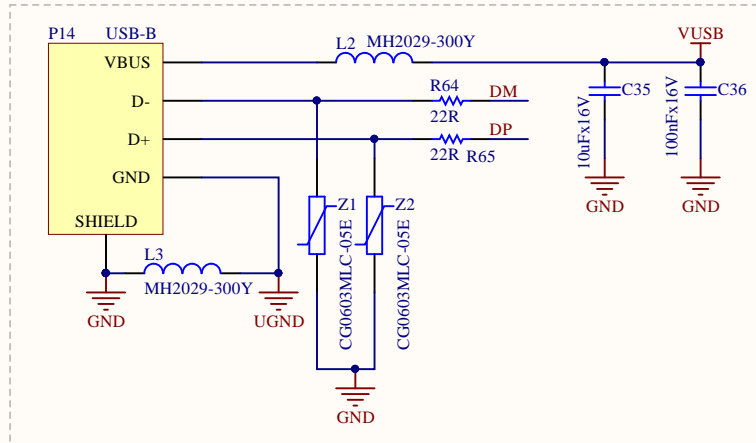 P14 USB-B
VBUS
D-
D+
GND
SHIELD
L2 MH2029-300Y
R64
22R
DM
DP
22R R65
VUSB
C35
10uFx16V
C36
100nFx16V
GND
GND
Z1
CG0603MLC-05E
Z2
CG0603MLC-05E
L3
MH2029-300Y
GND
UGND
GND